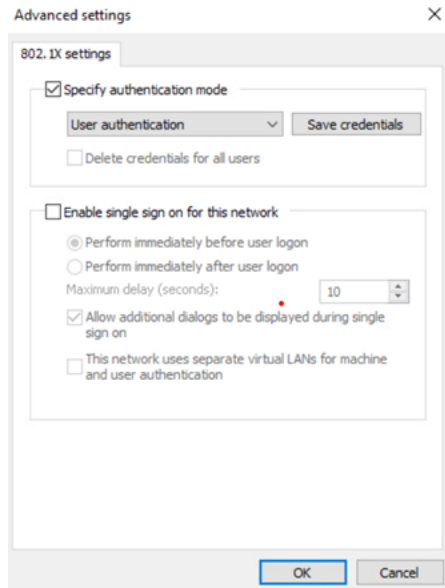 Advanced settings
802.1X settings
Specify authentication mode
User authentication
Save credentials
Delete credentials for all users
Enable single sign on for this network
Perform immediately before user logon
Perform immediately after user logon
Maximum delay (seconds):
10
Allow additional dialogs to be displayed during single
sign on
This network uses separate virtual LANs for machine
and user authentication
OK
Cancel